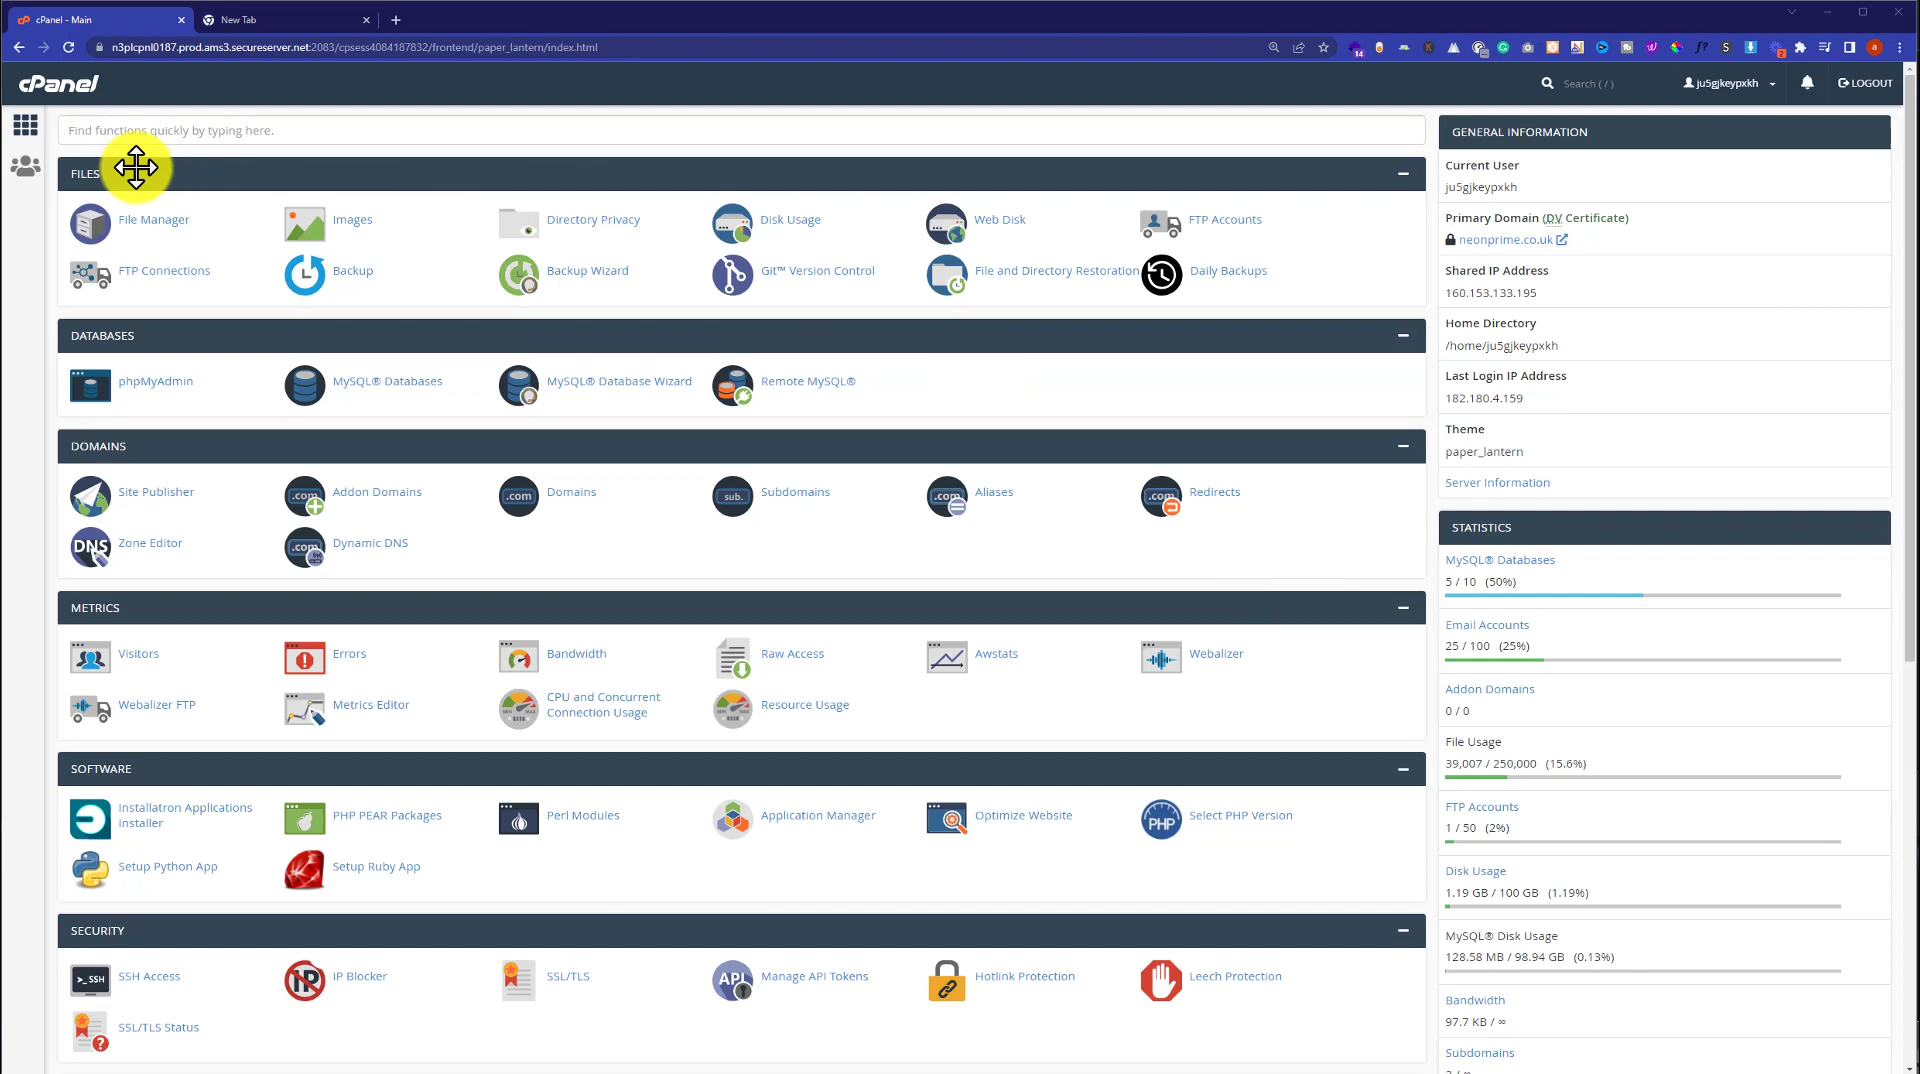 cPanel - Main
New Tab
n3plcpnl0187.prod.ams3.secureserver.net:2083/cpsess4084187832/frontend/paper_lantern/index.html
cPanel
Search ( / )
ju5gjkeypxkh
LOGOUT
Find functions quickly by typing here.
FILES
File Manager
Images
Directory Privacy
Disk Usage
Web Disk
FTP Accounts
FTP Connections
Backup
Backup Wizard
Git™ Version Control
File and Directory Restoration
Daily Backups
DATABASES
phpMyAdmin
MySQL® Databases
MySQL® Database Wizard
Remote MySQL®
DOMAINS
Site Publisher
Addon Domains
Domains
Subdomains
Aliases
Redirects
Zone Editor
Dynamic DNS
METRICS
Visitors
Errors
Bandwidth
Raw Access
Awstats
Webalizer
Webalizer FTP
Metrics Editor
CPU and Concurrent
Connection Usage
Resource Usage
SOFTWARE
Installatron Applications
Installer
PHP PEAR Packages
Perl Modules
Application Manager
Optimize Website
Select PHP Version
Setup Python App
Setup Ruby App
SECURITY
SSH Access
IP Blocker
SSL/TLS
Manage API Tokens
Hotlink Protection
Leech Protection
SSL/TLS Status
GENERAL INFORMATION
Current User
ju5gjkeypxkh
Primary Domain (DV Certificate)
neonprime.co.uk
Shared IP Address
160.153.133.195
Home Directory
/home/ju5gjkeypxkh
Last Login IP Address
182.180.4.159
Theme
paper_lantern
Server Information
STATISTICS
MySQL® Databases
5 / 10 (50%)
Email Accounts
25 / 100 (25%)
Addon Domains
0 / 0
File Usage
39,007 / 250,000 (15.6%)
FTP Accounts
1 / 50 (2%)
Disk Usage
1.19 GB / 100 GB (1.19%)
MySQL® Disk Usage
128.58 MB / 98.94 GB (0.13%)
Bandwidth
97.7 KB / ∞
Subdomains